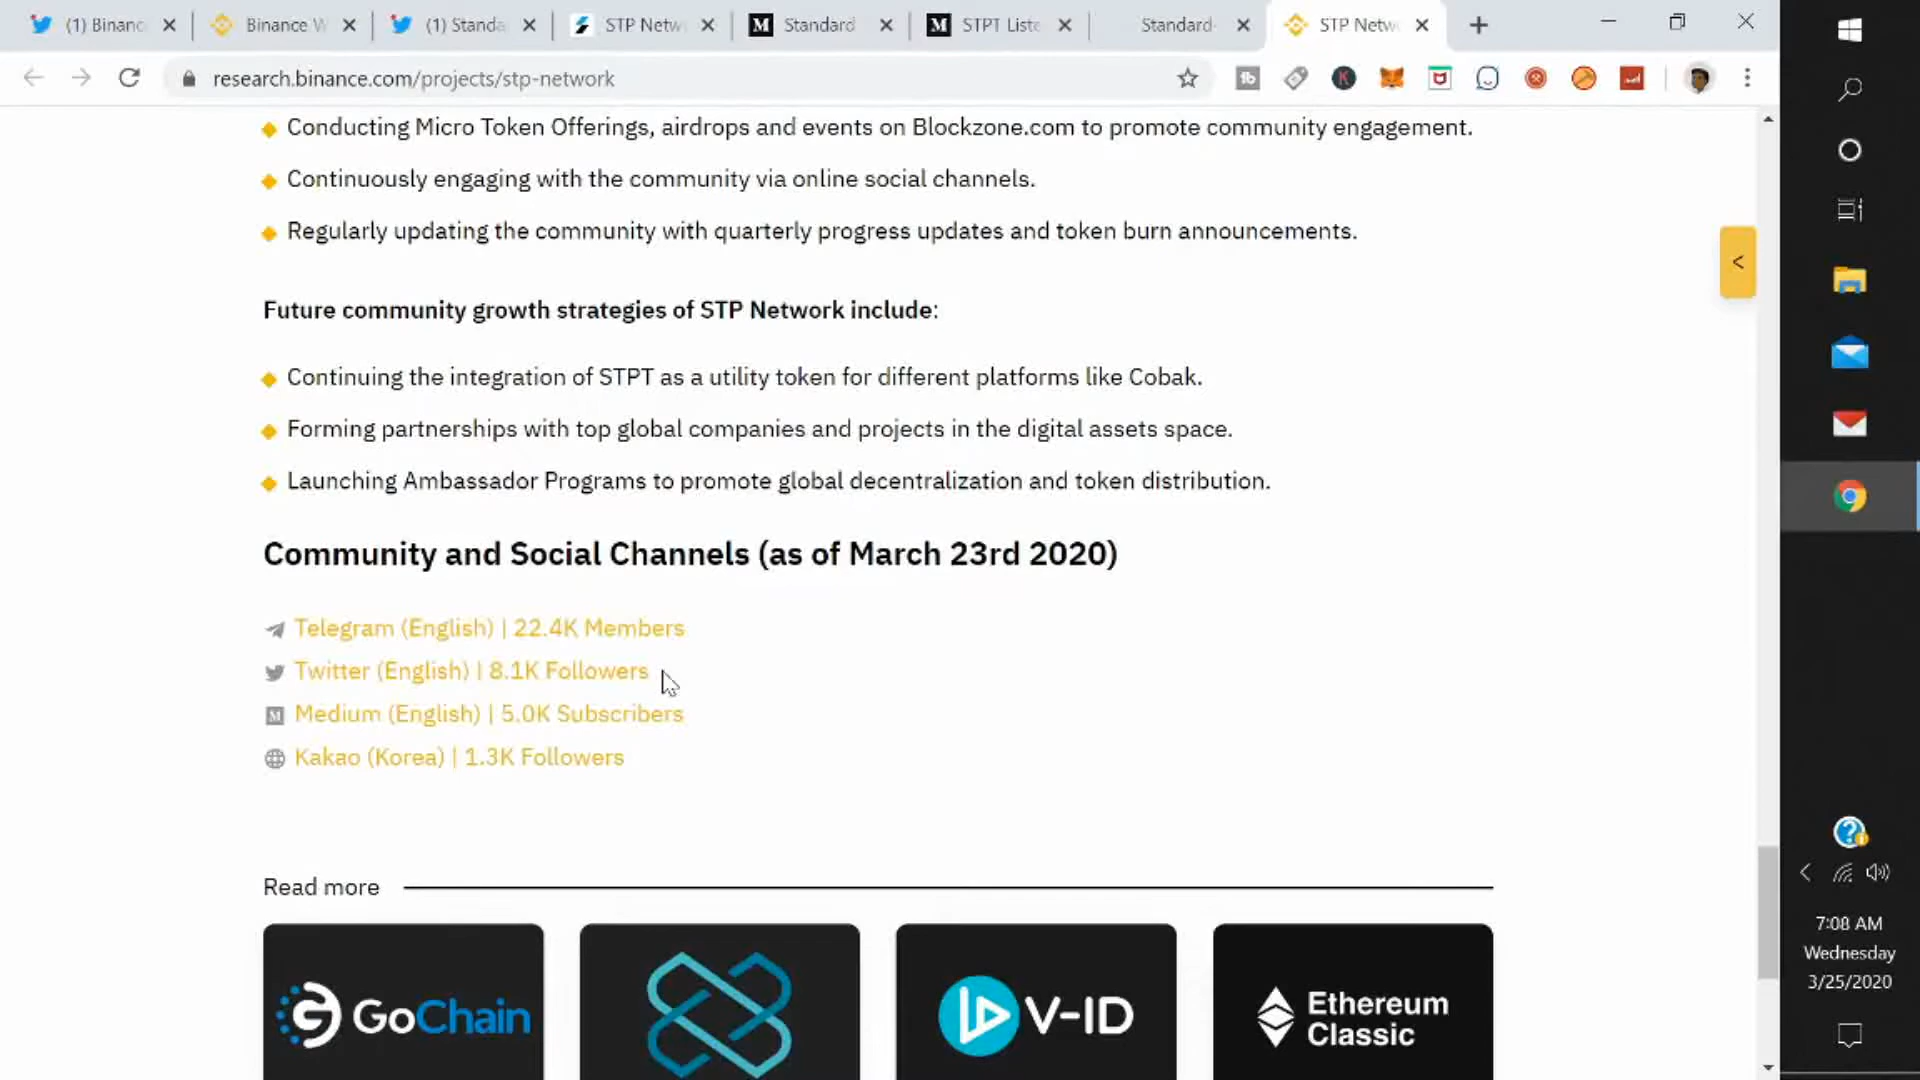 (1) Binanc
Binance V
(1) Standa
STP Netw
Standard
STPT Liste
Standard-
STP Netw
research.binance.com/projects/stp-network
Conducting Micro Token Offerings, airdrops and events on Blockzone.com to promote community engagement.
Continuously engaging with the community via online social channels.
Regularly updating the community with quarterly progress updates and token burn announcements.
Future community growth strategies of STP Network include:
Continuing the integration of STPT as a utility token for different platforms like Cobak.
Forming partnerships with top global companies and projects in the digital assets space.
Launching Ambassador Programs to promote global decentralization and token distribution.
Community and Social Channels (as of March 23rd 2020)
Telegram (English) | 22.4K Members
Twitter (English) | 8.1K Followers
Medium (English) | 5.0K Subscribers
Kakao (Korea) | 1.3K Followers
Read more
GoChain
V-ID
Ethereum
Classic
7:08 AM
Wednesday
3/25/2020